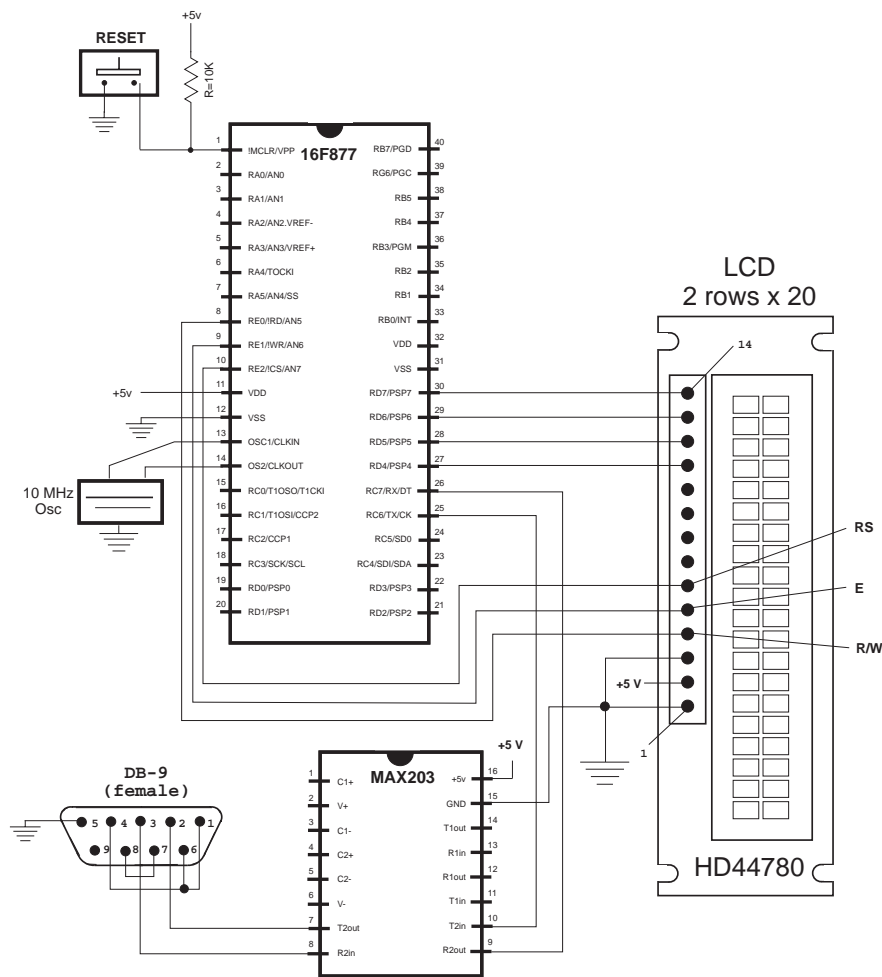 +5v
RESET
R=10K
16F877
1 !MCLR/VPP
2 RA0/AN0
3 RA1/AN1
4 RA2/AN2.VREF-
5 RA3/AN3/VREF+
6 RA4/TOCKI
7 RA5/AN4/SS
8 RE0/!RD/AN5
9 RE1/!WR/AN6
10 RE2/!CS/AN7
11 VDD
12 VSS
13 OSC1/CLKIN
14 OS2/CLKOUT
15 RC0/T1OSO/T1CKI
16 RC1/T1OSI/CCP2
17 RC2/CCP1
18 RC3/SCK/SCL
19 RD0/PSP0
20 RD1/PSP1
RB7/PGD 40
RG6/PGC 39
RB5 38
RB4 37
RB3/PGM 36
RB2 35
RB1 34
RB0/INT 33
VDD 32
VSS 31
RD7/PSP7 30
RD6/PSP6 29
RD5/PSP5 28
RD4/PSP4 27
RC7/RX/DT 26
RC6/TX/CK 25
RC5/SD0 24
RC4/SDI/SDA 23
RD3/PSP3 22
RD2/PSP2 21
+5v
10 MHz
Osc
LCD
2 rows x 20
14
RS
E
R/W
+5 V
1
HD44780
DB-9
(female)
5 4 3 2 1
9 8 7 6
MAX203
+5 V
1 C1+
2 V+
3 C1-
4 C2+
5 C2-
6 V-
7 T2out
8 R2in
+5v 16
GND 15
T1out 14
R1in 13
R1out 12
T1in 11
T2in 10
R2out 9